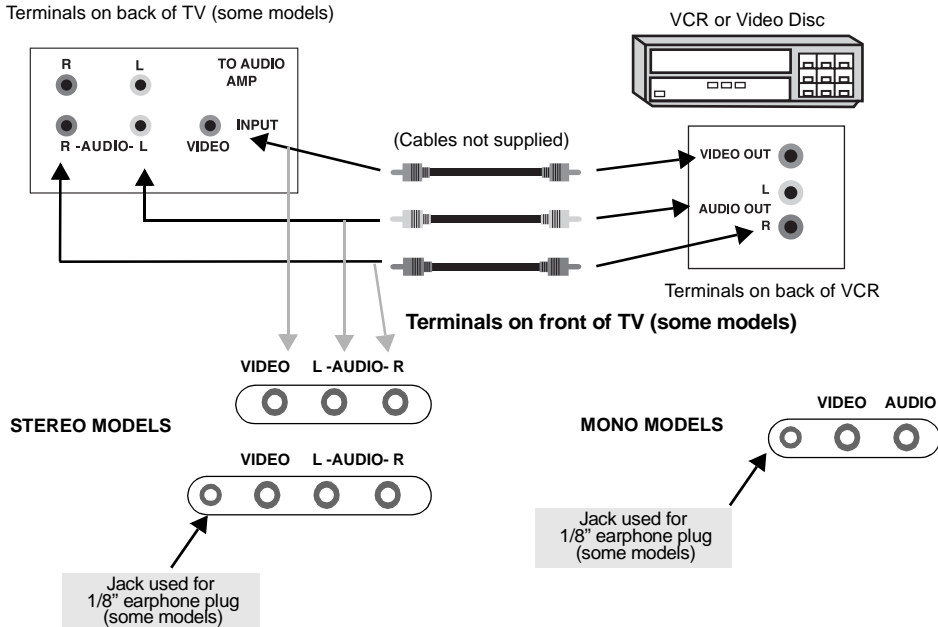 Terminals on back of TV (some models)
VCR or Video Disc
R L TO AUDIO
AMP
INPUT
R -AUDIO- L VIDEO
(Cables not supplied)
VIDEO OUT
L
AUDIO OUT
R
Terminals on back of VCR
Terminals on front of TV (some models)
VIDEO L -AUDIO- R
STEREO MODELS
VIDEO L -AUDIO- R
Jack used for
1/8” earphone plug
(some models)
MONO MODELS
VIDEO AUDIO
Jack used for
1/8” earphone plug
(some models)